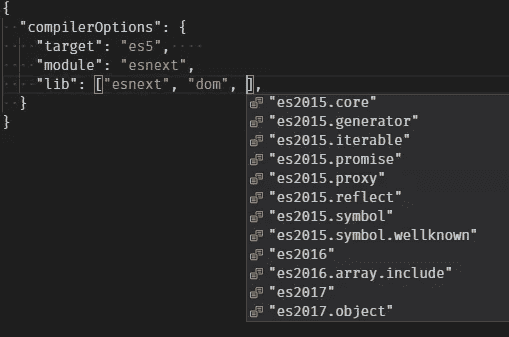 {
"compilerOptions": {
"target": "es5",
"module": "esnext",
"lib": ["esnext", "dom", ],
}
}
"es2015.core"
"es2015.generator"
"es2015.iterable"
"es2015.promise"
"es2015.proxy"
"es2015.reflect"
"es2015.symbol"
"es2015.symbol.wellknown"
"es2016"
"es2016.array.include"
"es2017"
"es2017.object"